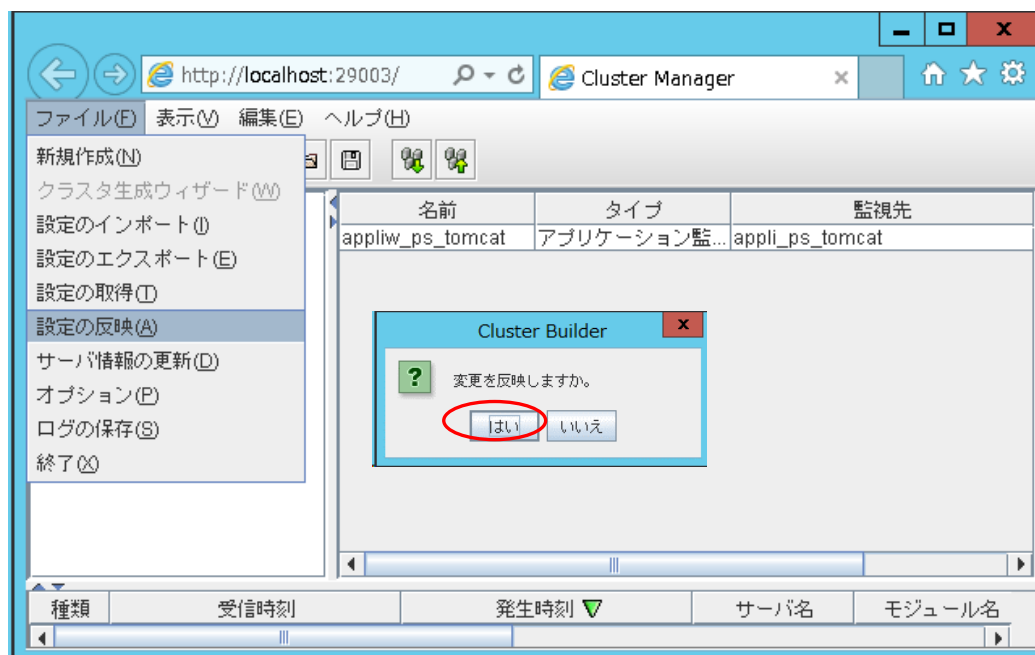 http://localhost:29003/
Cluster Manager
ファイル(F) 表示(V) 編集(E) ヘルプ(H)
新規作成(N)
クラスタ生成ウィザード(W)
設定のインポート(I)
設定のエクスポート(E)
設定の取得(T)
設定の反映(A)
サーバ情報の更新(D)
オプション(P)
ログの保存(S)
終了(X)
名前 タイプ 監視先
appliw_ps_tomcat アプリケーション監... appli_ps_tomcat
Cluster Builder
変更を反映しますか。
はい いいえ
種類 受信時刻 発生時刻 サーバ名 モジュール名